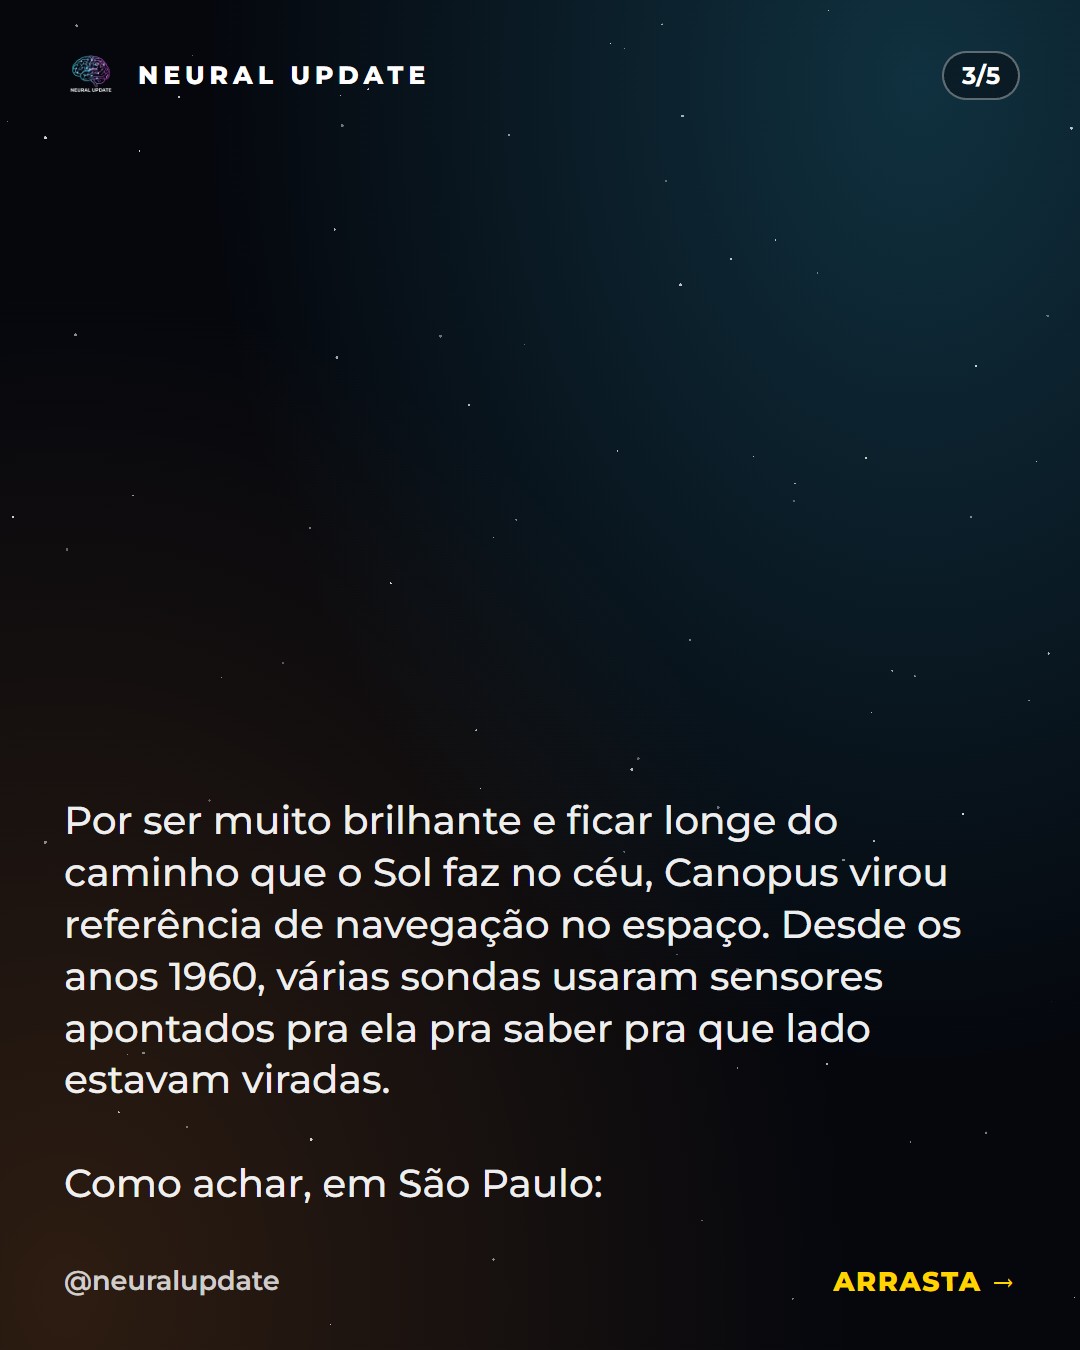 NEURAL UPDATE
NEURAL UPDATE
3/5
Por ser muito brilhante e ficar longe do
caminho que o Sol faz no céu, Canopus virou
referência de navegação no espaço. Desde os
anos 1960, várias sondas usaram sensores
apontados pra ela pra saber pra que lado
estavam viradas.
Como achar, em São Paulo:
@neuralupdate
ARRASTA →